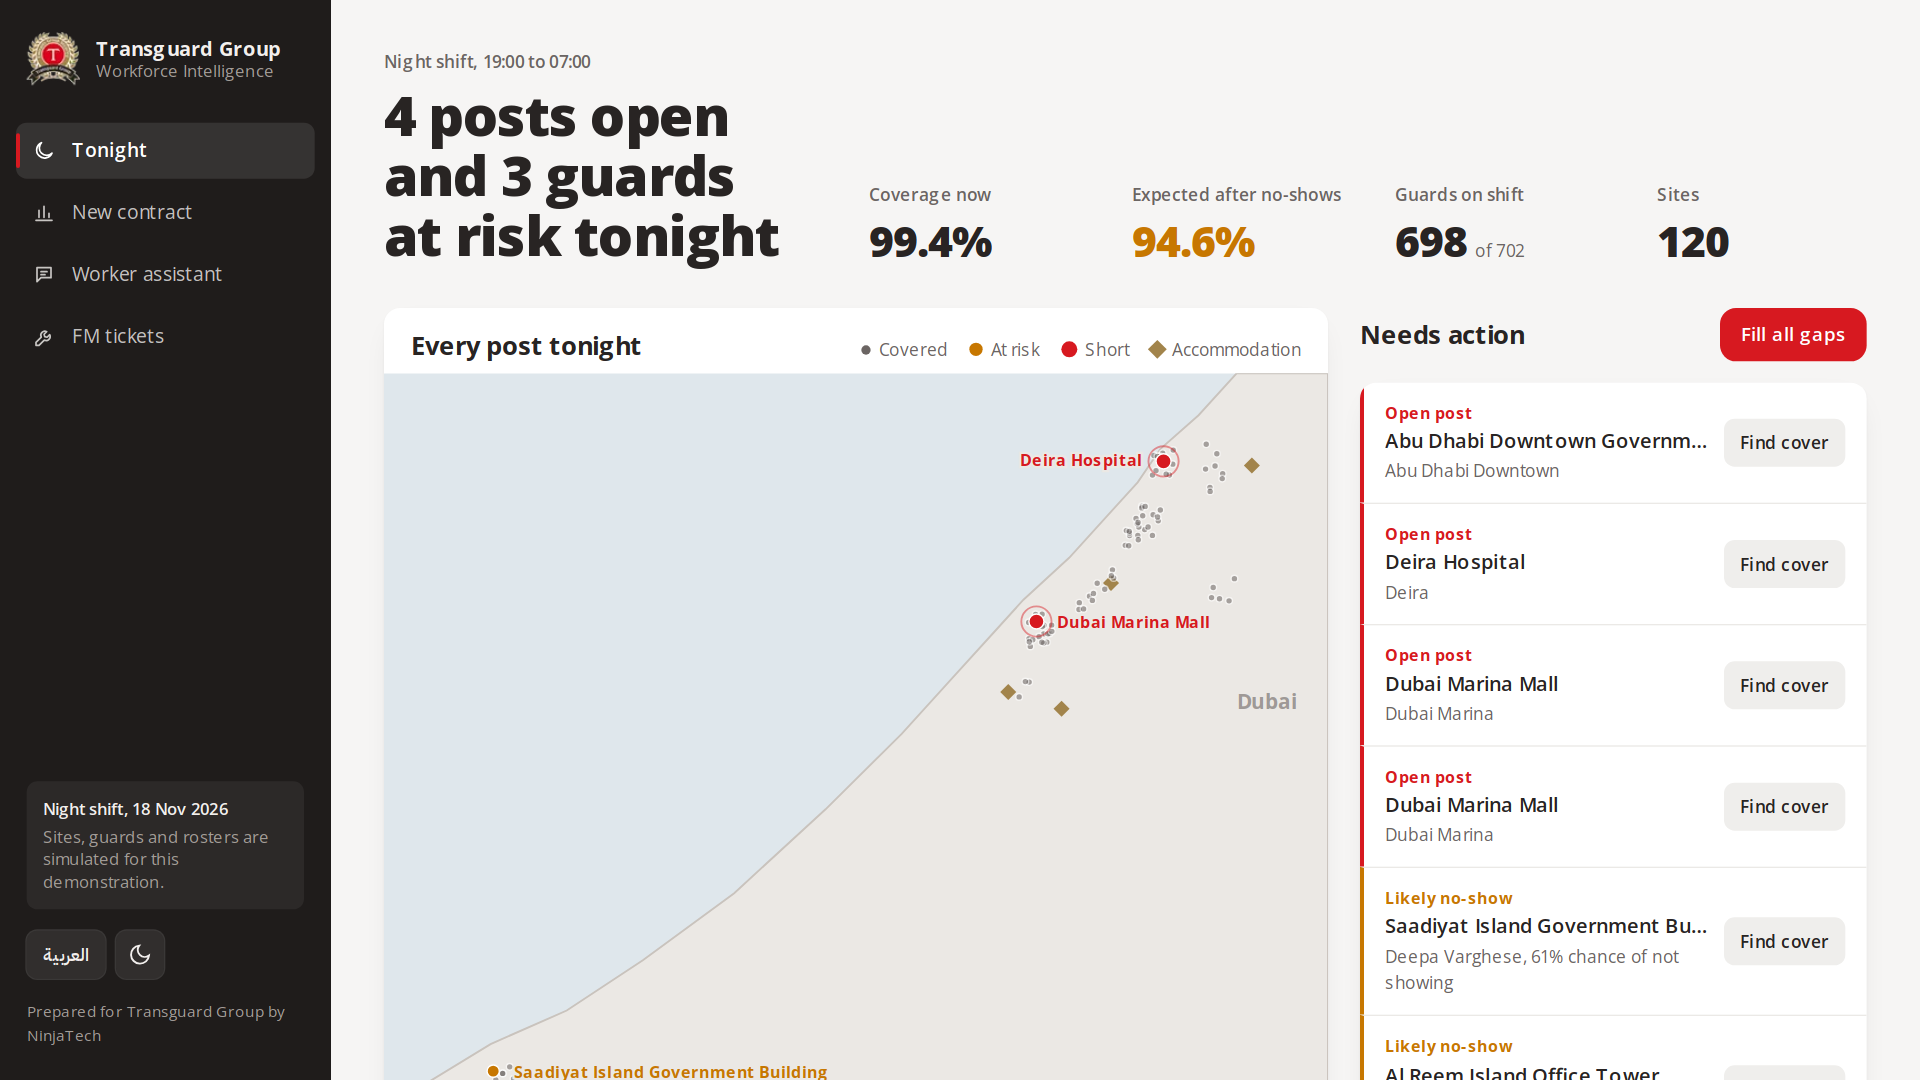 Transguard Group
Workforce Intelligence
Tonight
New contract
Worker assistant
FM tickets
Night shift, 18 Nov 2026
Sites, guards and rosters are
simulated for this
demonstration.
العربية
Prepared for Transguard Group by
NinjaTech
Night shift, 19:00 to 07:00
4 posts open
and 3 guards
at risk tonight
Coverage now
99.4%
Expected after no-shows
94.6%
Guards on shift
698 of 702
Sites
120
Every post tonight
Covered
At risk
Short
Accommodation
Deira Hospital
Dubai Marina Mall
Dubai
Saadiyat Island Government Building
Needs action
Fill all gaps
Open post
Abu Dhabi Downtown Governm...
Abu Dhabi Downtown
Find cover
Open post
Deira Hospital
Deira
Find cover
Open post
Dubai Marina Mall
Dubai Marina
Find cover
Open post
Dubai Marina Mall
Dubai Marina
Find cover
Likely no-show
Saadiyat Island Government Bu...
Deepa Varghese, 61% chance of not
showing
Find cover
Likely no-show
Al Reem Island Office Tower